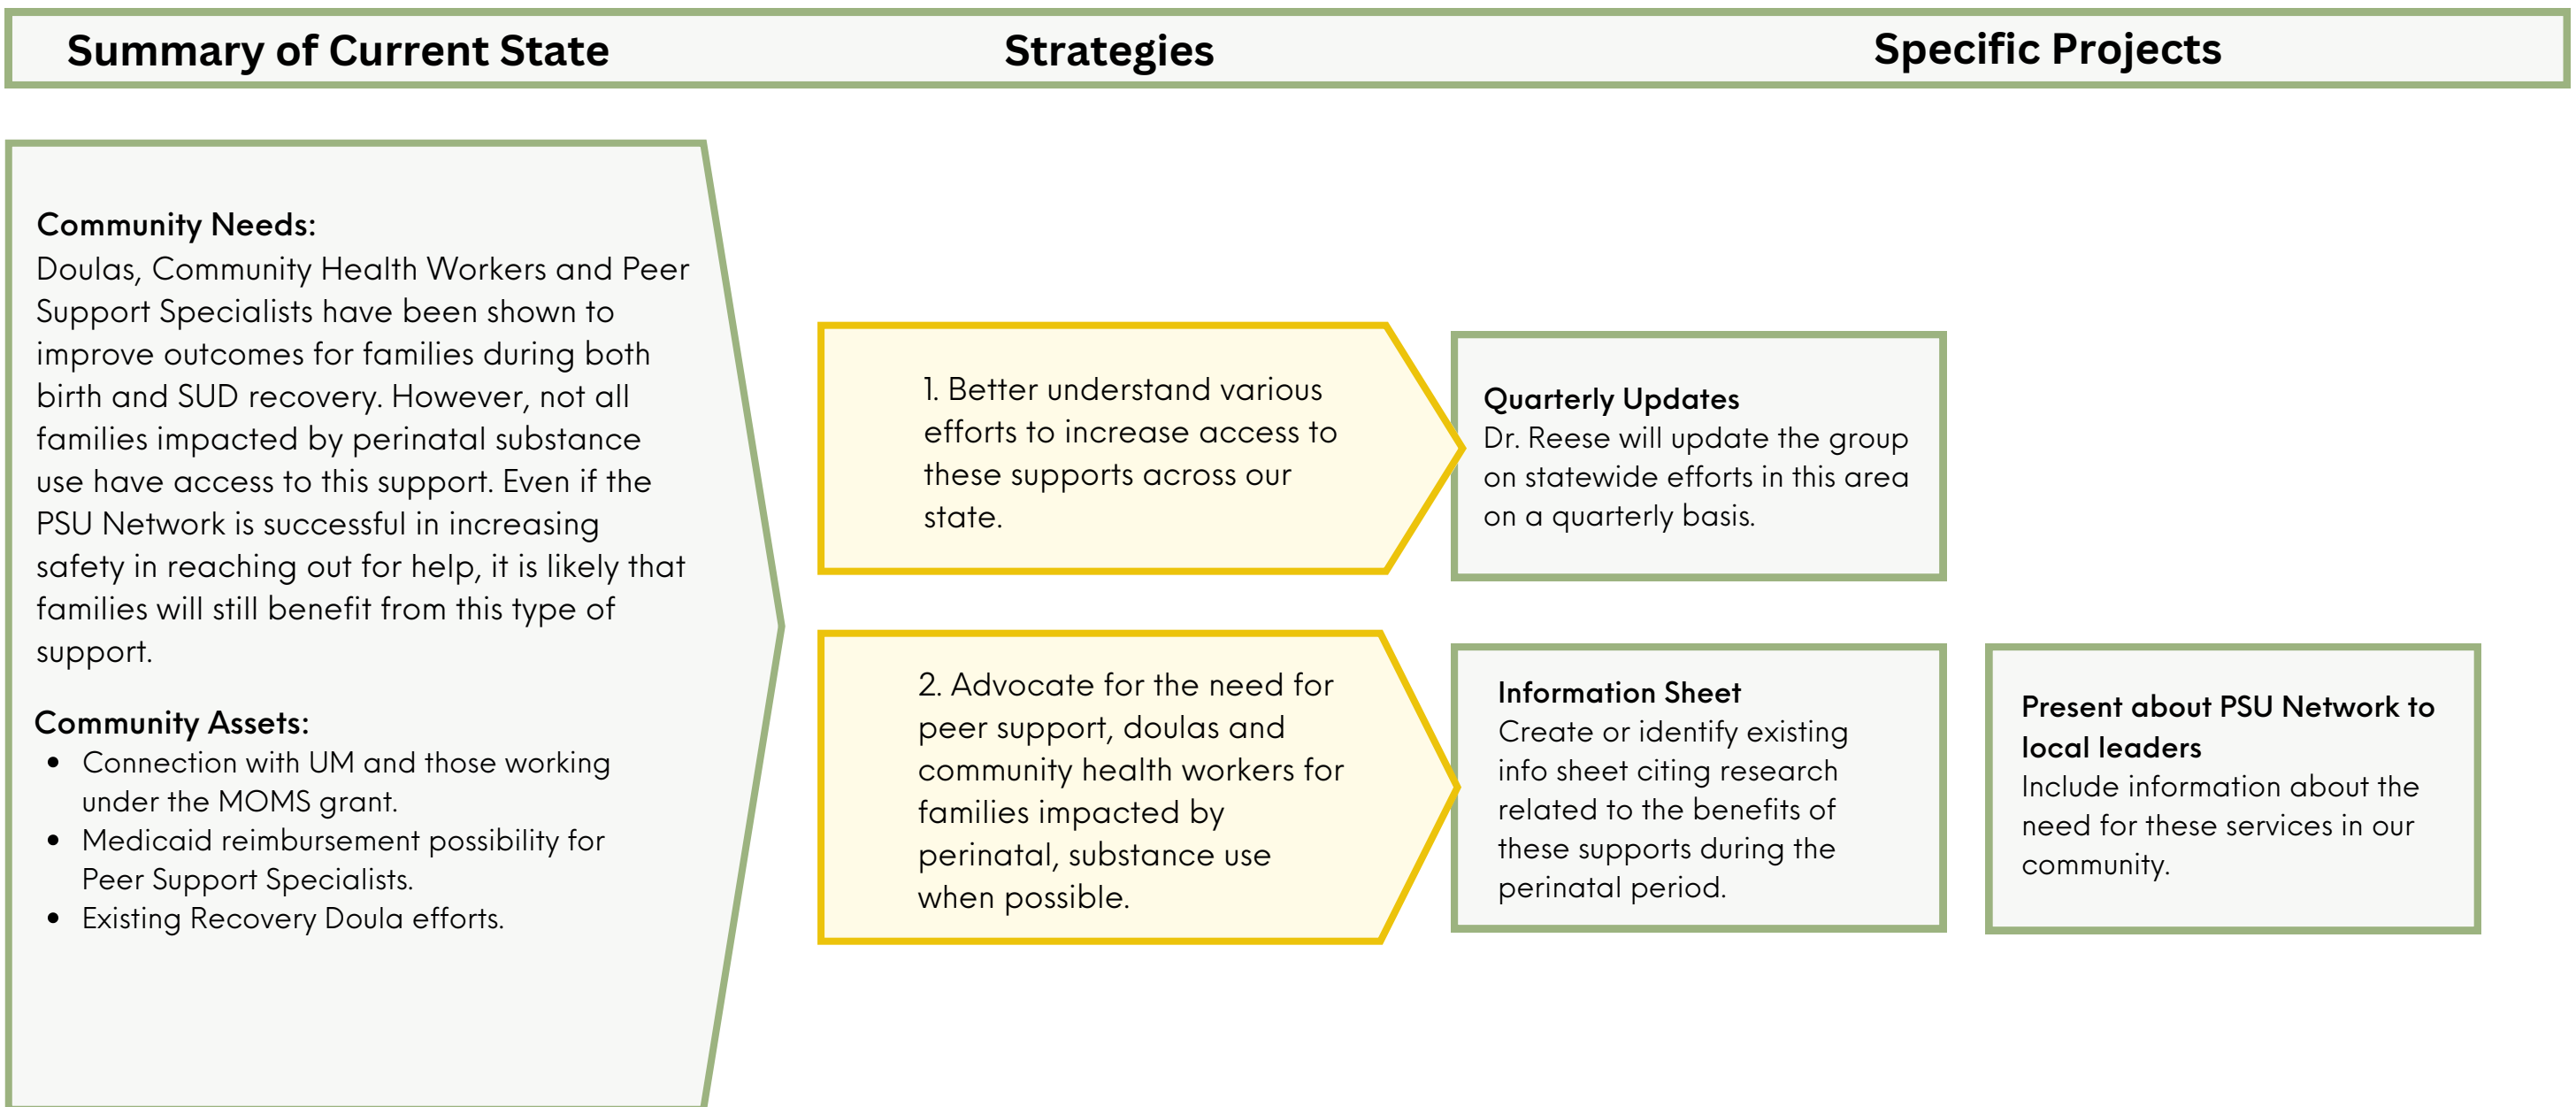 Summary of Current State
Strategies
Specific Projects
Community Needs:
Doulas, Community Health Workers and Peer
Support Specialists have been shown to
improve outcomes for families during both
birth and SUD recovery. However, not all
families impacted by perinatal substance
use have access to this support. Even if the
PSU Network is successful in increasing
safety in reaching out for help, it is likely that
families will still benefit from this type of
support.
Community Assets:
• Connection with UM and those working
under the MOMS grant.
• Medicaid reimbursement possibility for
Peer Support Specialists.
• Existing Recovery Doula efforts.
1. Better understand various
efforts to increase access to
these supports across our
state.
Quarterly Updates
Dr. Reese will update the group
on statewide efforts in this area
on a quarterly basis.
2. Advocate for the need for
peer support, doulas and
community health workers for
families impacted by
perinatal, substance use
when possible.
Information Sheet
Create or identify existing
info sheet citing research
related to the benefits of
these supports during the
perinatal period.
Present about PSU Network to
local leaders
Include information about the
need for these services in our
community.